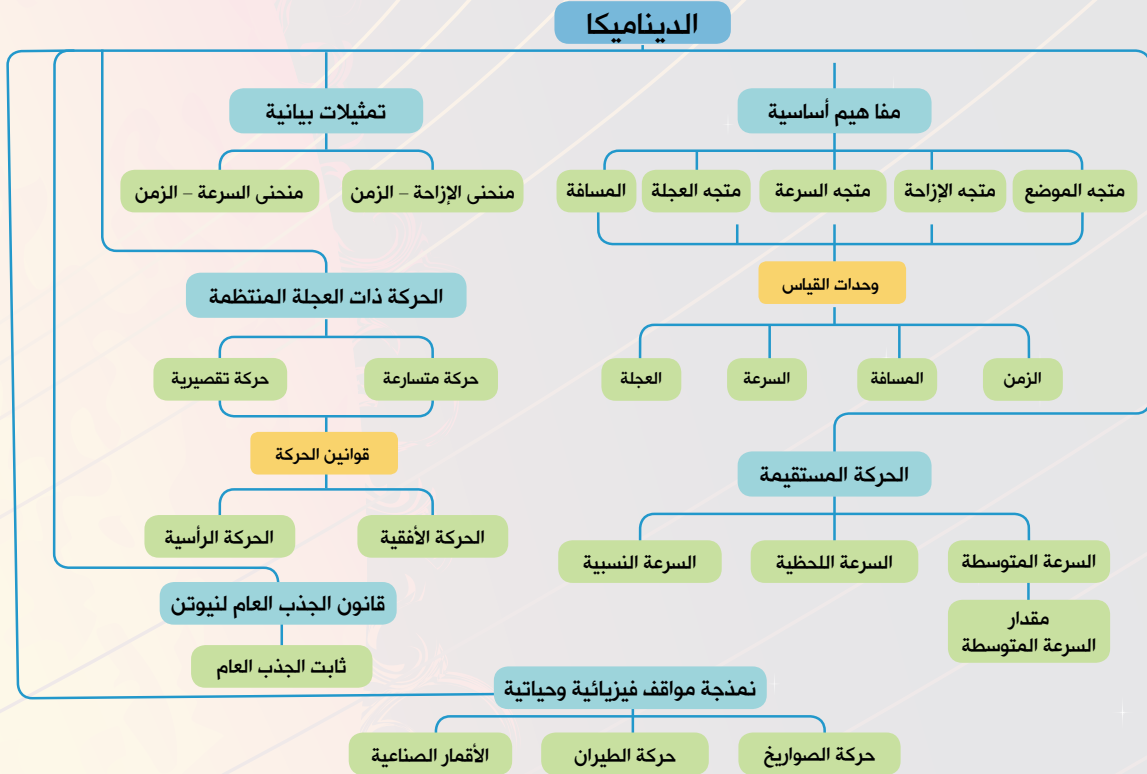 الديناميكا
مفاهيم أساسية
تمثيلات بيانية
متجه الموضع
متجه الإزاحة
متجه السرعة
متجه العجلة
المسافة
منحنى الإزاحة – الزمن
منحنى السرعة – الزمن
وحدات القياس
الحركة ذات العجلة المنتظمة
الزمن
المسافة
السرعة
العجلة
حركة متسارعة
حركة تقصيرية
قوانين الحركة
الحركة المستقيمة
الحركة الأفقية
الحركة الرأسية
السرعة المتوسطة
السرعة اللحظية
السرعة النسبية
قانون الجذب العام لنيوتن
مقدار
السرعة المتوسطة
ثابت الجذب العام
نمذجة مواقف فيزيائية وحياتية
حركة الصواريخ
حركة الطيران
الأقمار الصناعية